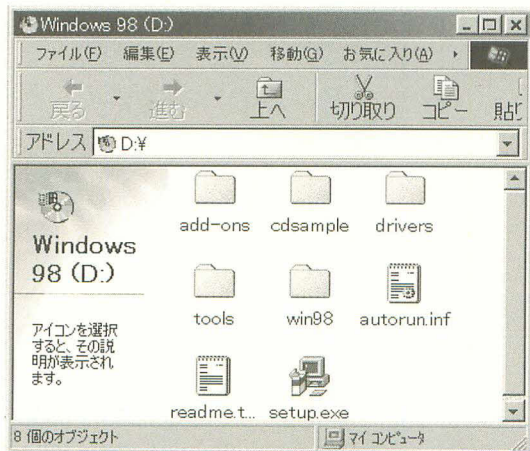 Windows 98 (D:)
ファイル(F) 編集(E) 表示(V) 移動(G) お気に入り(A)
戻る 進む 上へ 切り取り コピー 貼り
アドレス D:¥
Windows
98 (D:)
アイコンを選択
すると、その説
明が表示され
ます。
add-ons cdsample drivers
tools win98 autorun.inf
readme.t... setup.exe
8 個のオブジェクト マイ コンピュータ